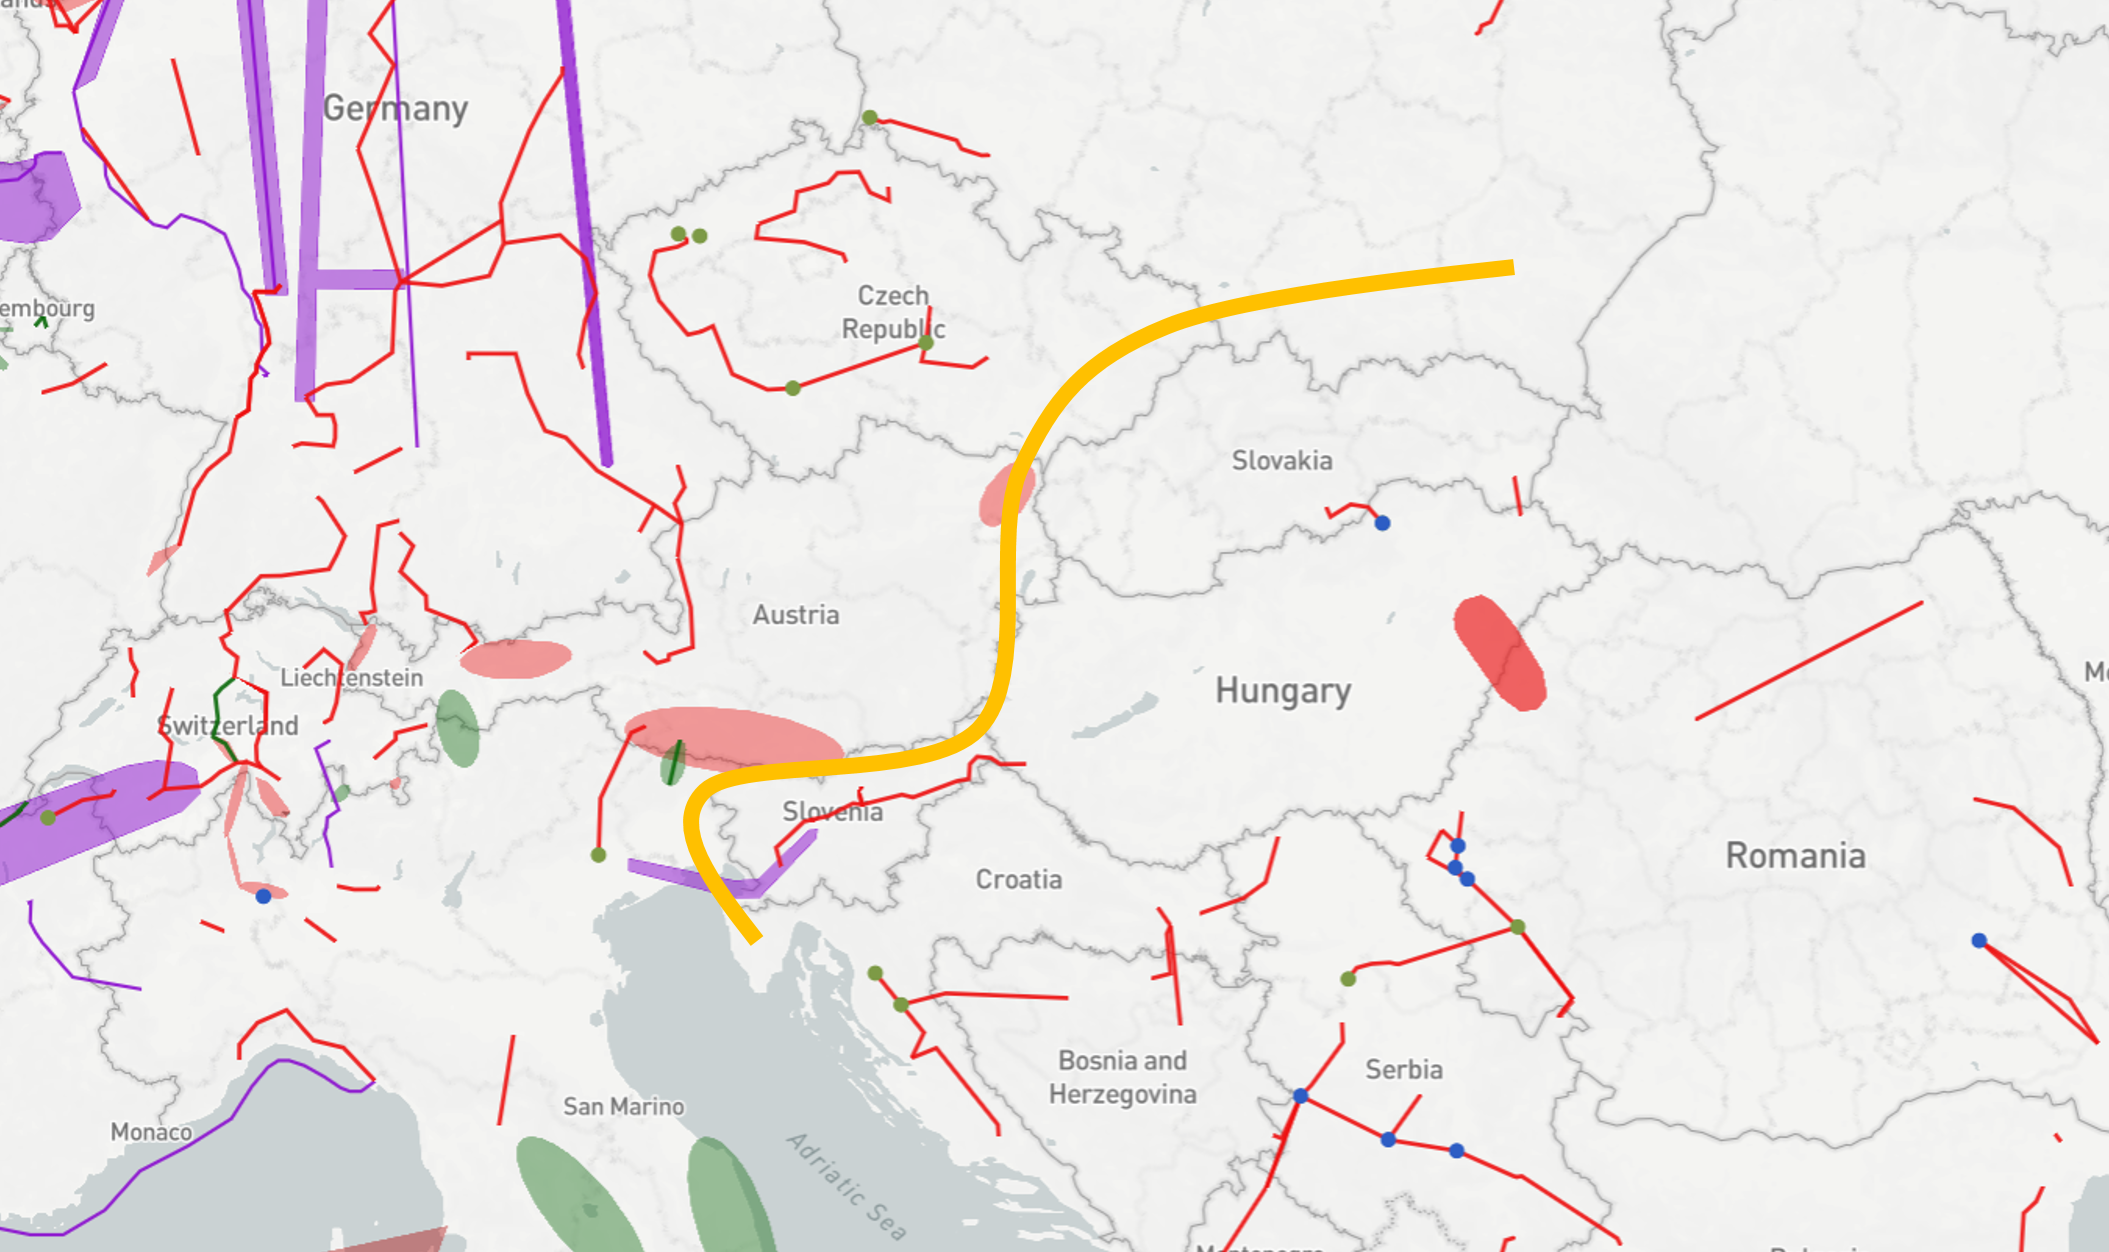 Germany
Czech
Republic
embourg
Slovakia
Austria
Liechtenstein
Hungary
Switzerland
Slovenia
Romania
Croatia
Bosnia and
Herzegovina
Serbia
San Marino
Monaco
Adriatic Sea